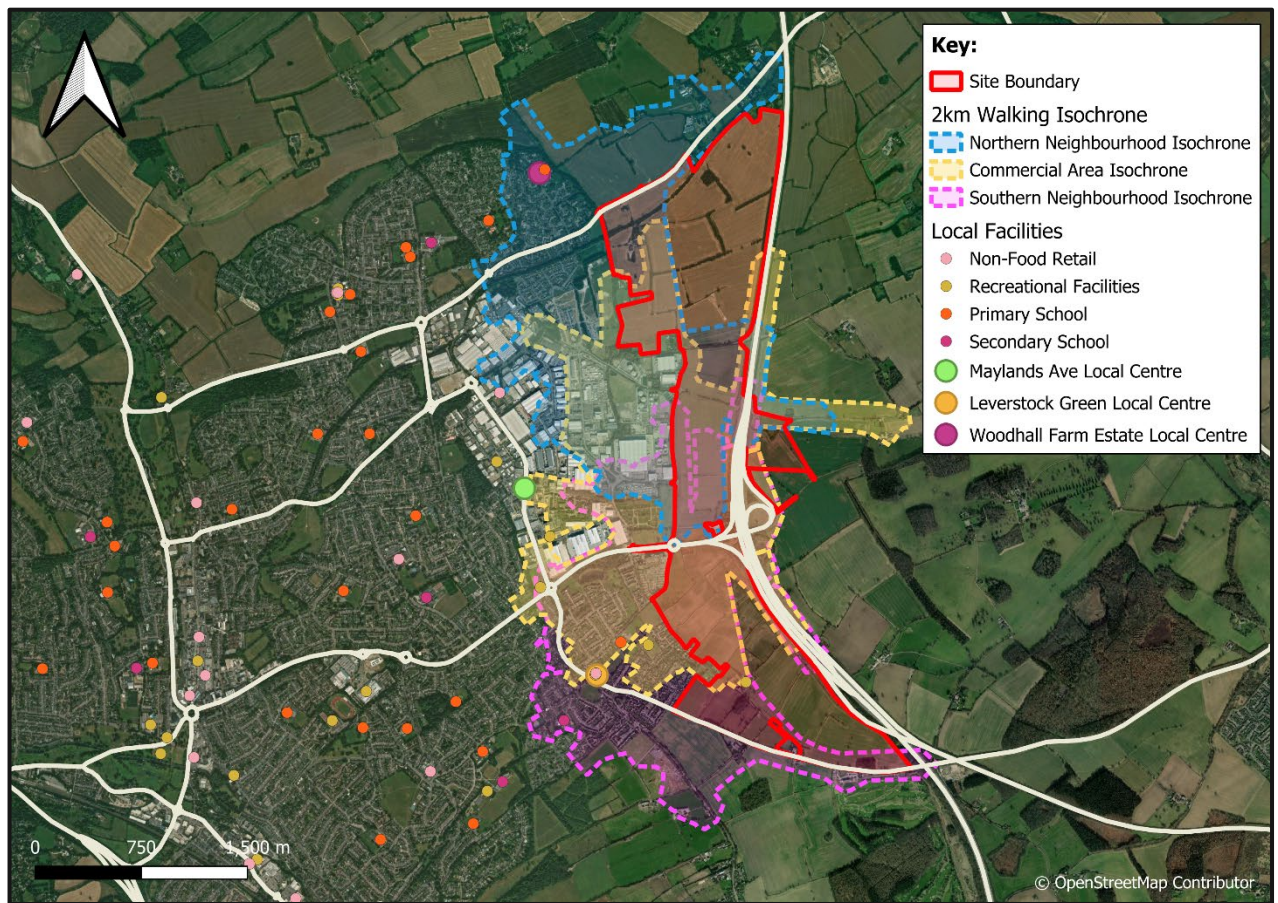 Key:
Site Boundary
2km Walking Isochrone
Northern Neighbourhood Isochrone
Commercial Area Isochrone
Southern Neighbourhood Isochrone
Local Facilities
Non-Food Retail
Recreational Facilities
Primary School
Secondary School
Maylands Ave Local Centre
Leverstock Green Local Centre
Woodhall Farm Estate Local Centre
0 750 1,500 m
© OpenStreetMap Contributor